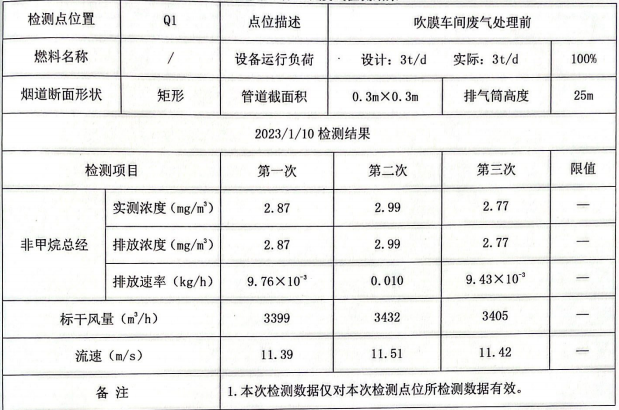 检测点位置 Q1 点位描述 吹膜车间废气处理前
燃料名称 / 设备运行负荷 设计：3t/d 实际：3t/d 100%
烟道断面形状 矩形 管道截面积 0.3m×0.3m 排气筒高度 25m
2023/1/10 检测结果
检测项目 第一次 第二次 第三次 限值
非甲烷总经
实测浓度（mg/m³） 2.87 2.99 2.77 —
排放浓度（mg/m³） 2.87 2.99 2.77 —
排放速率（kg/h） 9.76×10⁻³ 0.010 9.43×10⁻³ —
标干风量（m³/h） 3399 3432 3405 —
流速（m/s） 11.39 11.51 11.42 —
备 注 1.本次检测数据仅对本次检测点位所检测数据有效。